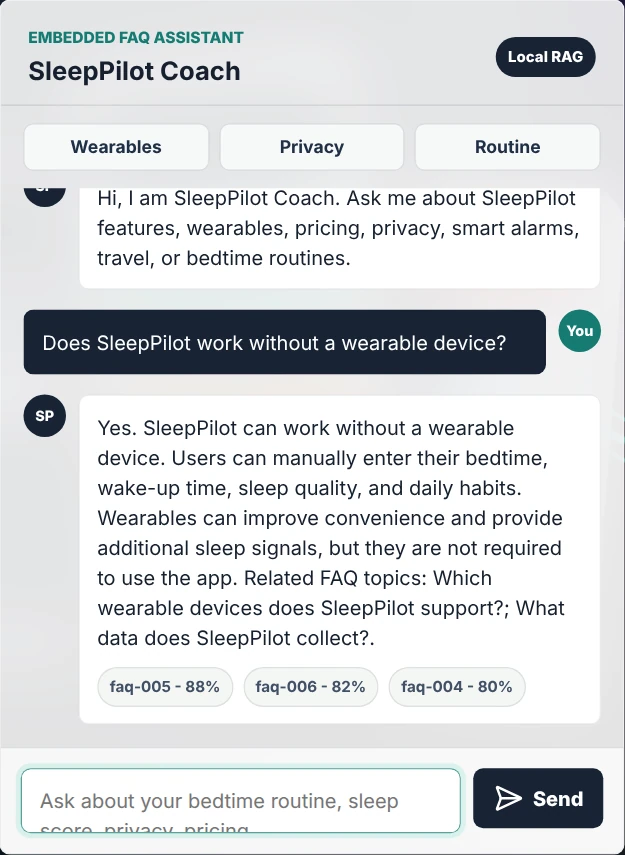 EMBEDDED FAQ ASSISTANT
SleepPilot Coach
Local RAG
Wearables
Privacy
Routine
SP
Hi, I am SleepPilot Coach. Ask me about SleepPilot
features, wearables, pricing, privacy, smart alarms,
travel, or bedtime routines.
Does SleepPilot work without a wearable device?
You
SP
Yes. SleepPilot can work without a wearable
device. Users can manually enter their bedtime,
wake-up time, sleep quality, and daily habits.
Wearables can improve convenience and provide
additional sleep signals, but they are not required
to use the app. Related FAQ topics: Which
wearable devices does SleepPilot support?; What
data does SleepPilot collect?.
faq-005 - 88%
faq-006 - 82%
faq-004 - 80%
Ask about your bedtime routine, sleep
score, privacy, pricing
Send